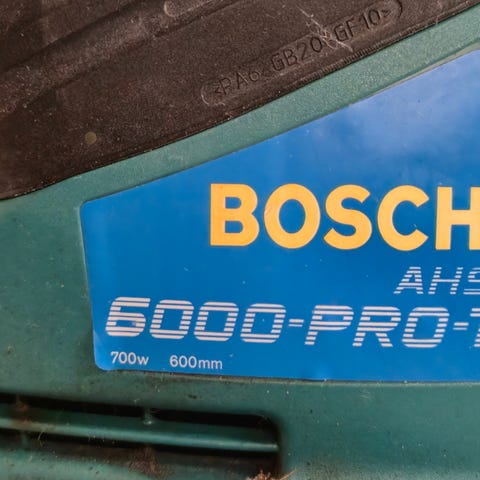 >PA6-GB20 GF10<
BOSCH
AHS
6000-PRO-T
700w 600mm